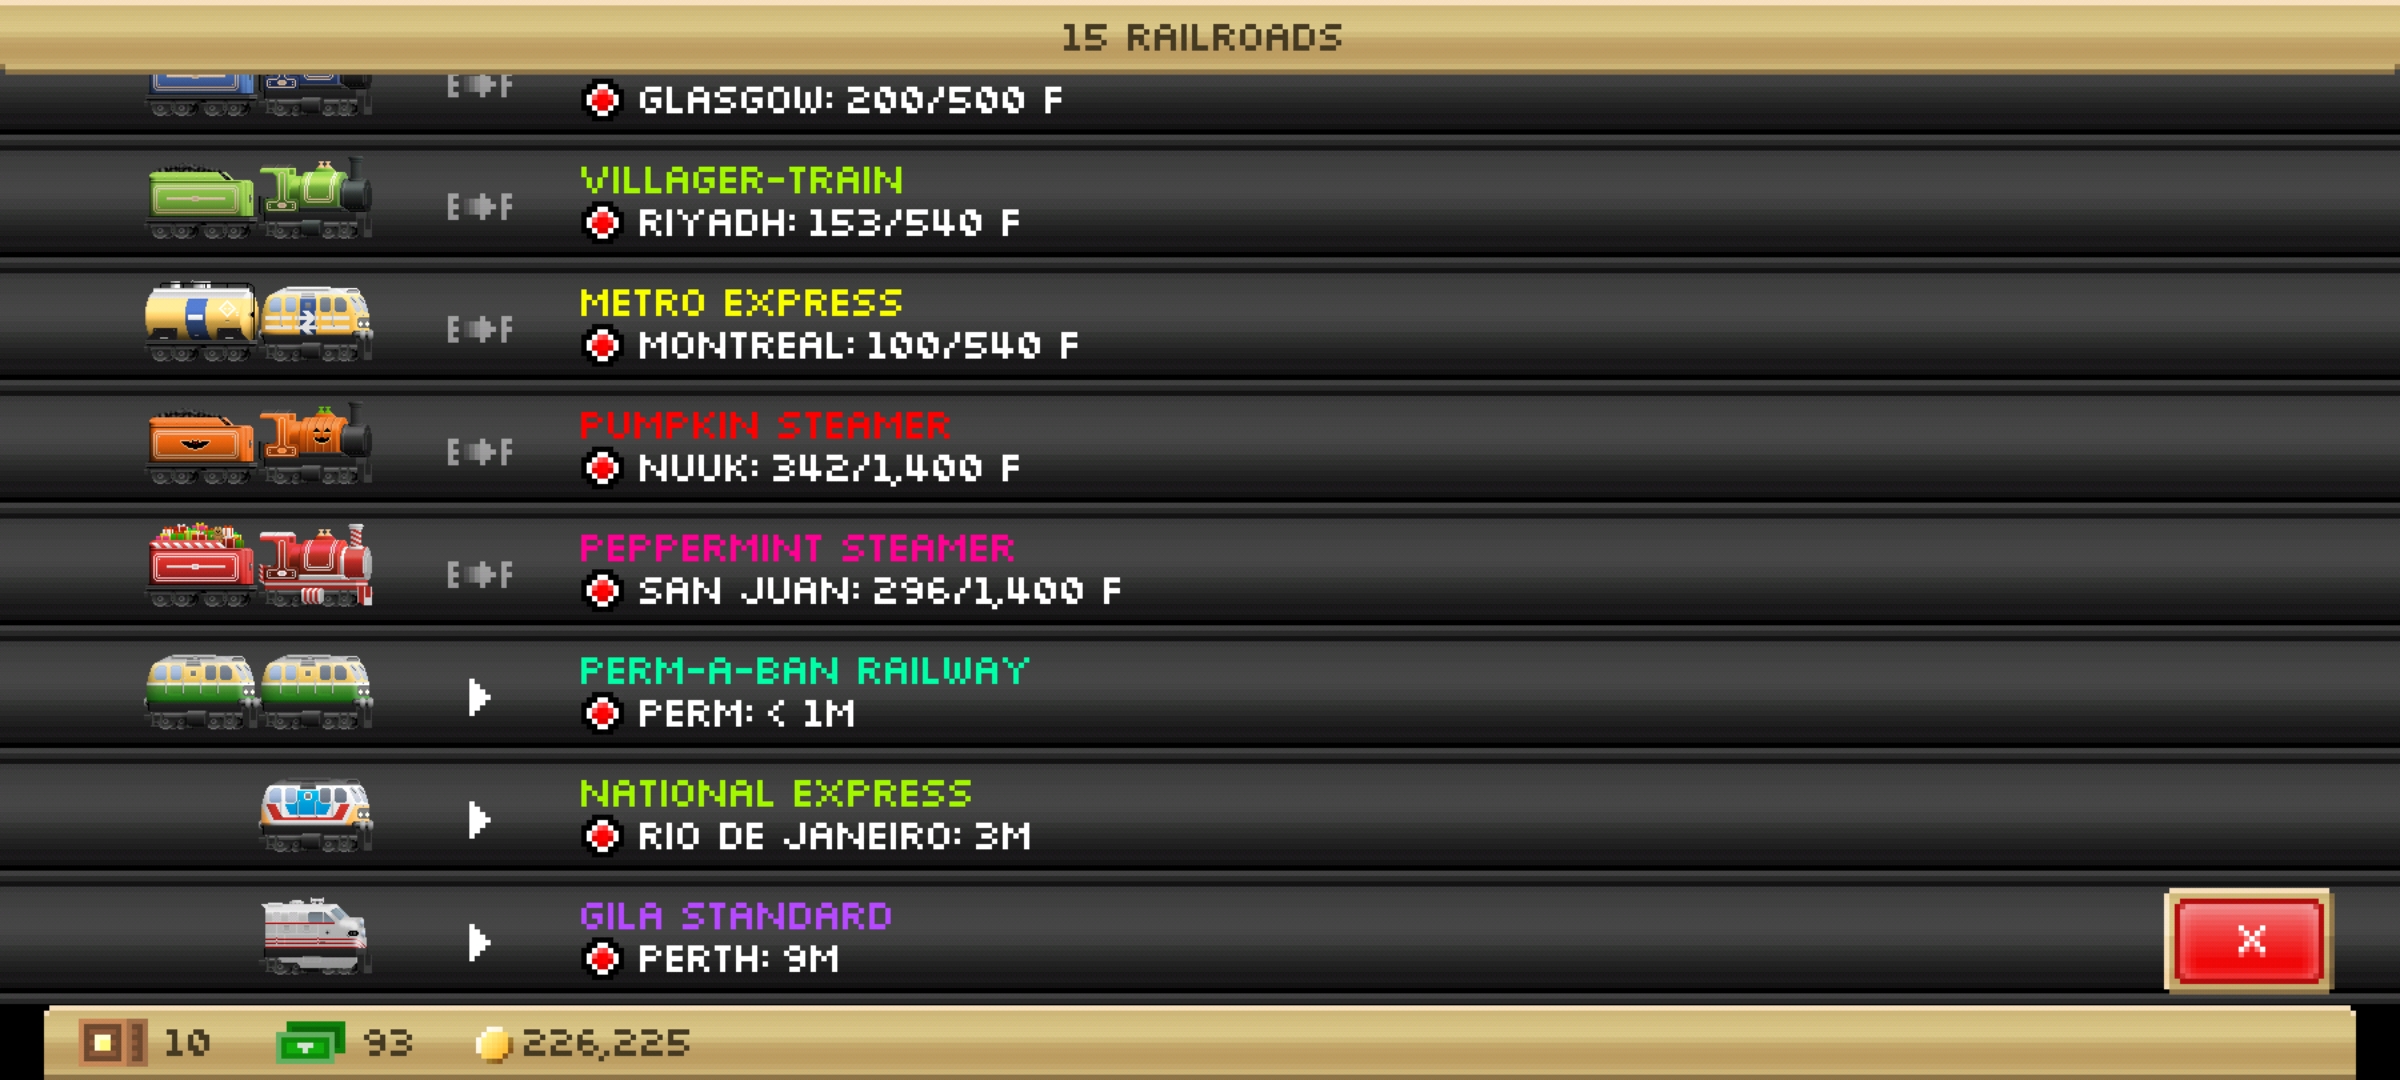 15 RAILROADS
E F
GLASGOW: 200/500 F
VILLAGER-TRAIN
E F
RIYADH: 153/540 F
METRO EXPRESS
E F
MONTREAL: 100/540 F
PUMPKIN STEAMER
E F
NUUK: 342/1,400 F
PEPPERMINT STEAMER
E F
SAN JUAN: 296/1,400 F
PERM-A-BAN RAILWAY
PERM: < 1M
NATIONAL EXPRESS
RIO DE JANEIRO: 3M
GILA STANDARD
PERTH: 9M
X
10 93 226,225